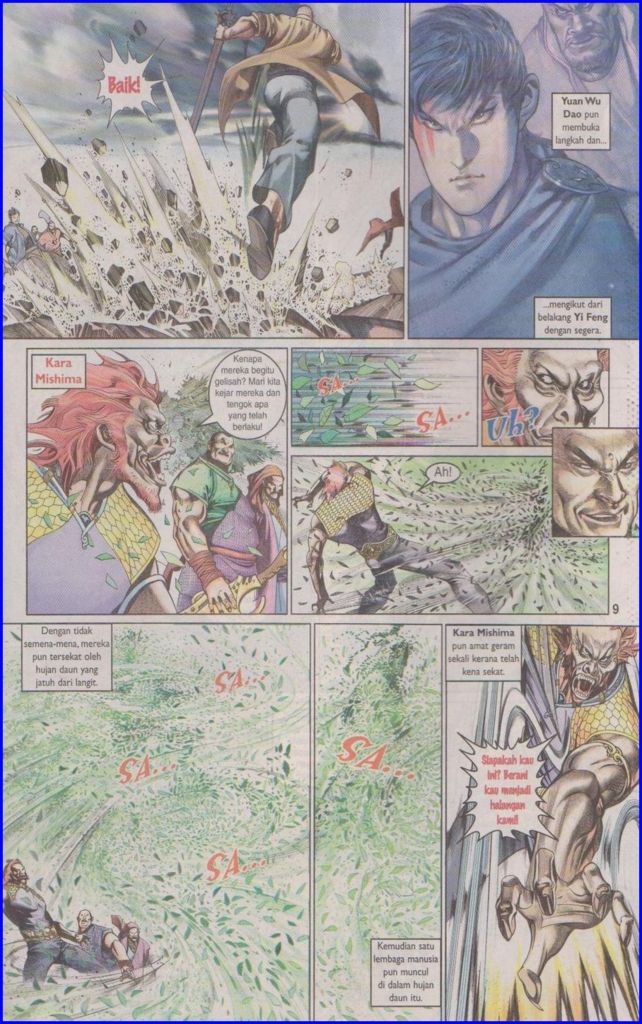 Baik!
Yuan Wu
Dao pun
membuka
langkah dan...
...mengikut dari
belakang Yi Feng
dengan segera.
Kara
Mishima
Kenapa
mereka begitu
gelisah? Mari kita
kejar mereka dan
tengok apa
yang telah
berlaku!
SA...
SA...
Uh?
Ah!
9
Dengan tidak
semena-mena, mereka
pun tersekat oleh
hujan daun yang
jatuh dari langit.
SA...
SA...
SA...
SA...
Kemudian satu
lembaga manusia
pun muncul
di dalam hujan
daun itu.
Kara Mishima
pun amat geram
sekali kerana telah
kena sekat.
Siapakah kau
ini? Berani
kau menjadi
halangan
kami!